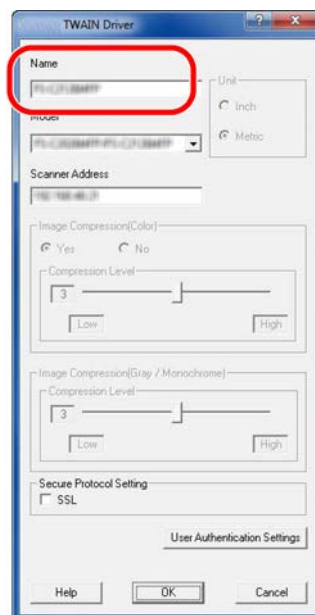 TWAIN Driver
Name
Unit
Inch
Metric
Model
Scanner Address
Image Compression(Color)
Yes No
Compression Level
3
Low High
Image Compression(Gray / Monochrome)
Compression Level
3
Low High
Secure Protocol Setting
SSL
User Authentication Settings
Help OK Cancel